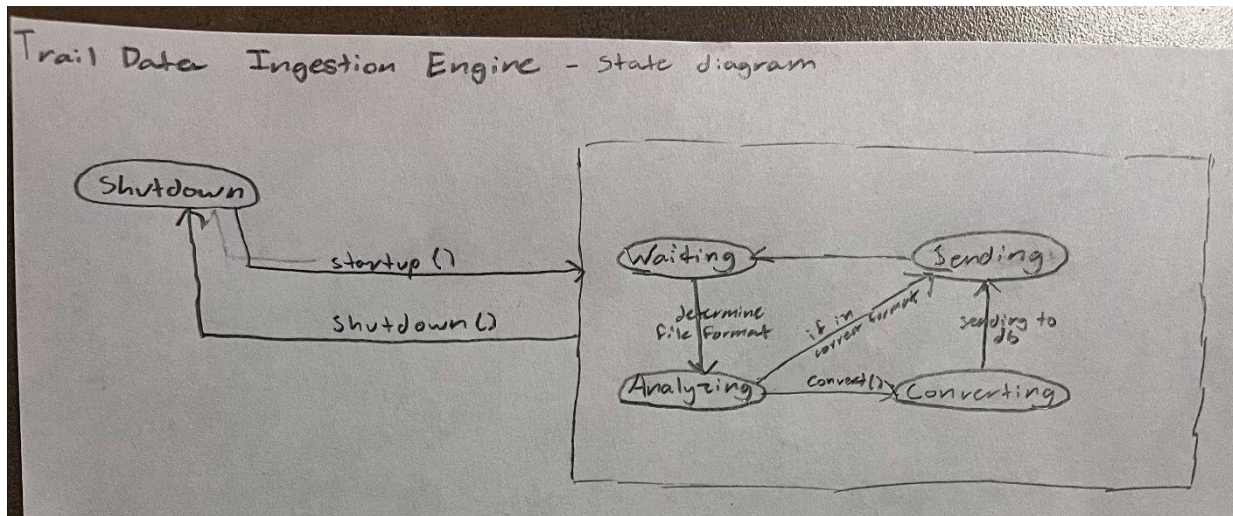 Trail Data Ingestion Engine - State diagram
Shutdown
startup ()
Shutdown()
Waiting
Sending
determine
file format
if in
correct format
sending to
db
Analyzing
convert()
Converting